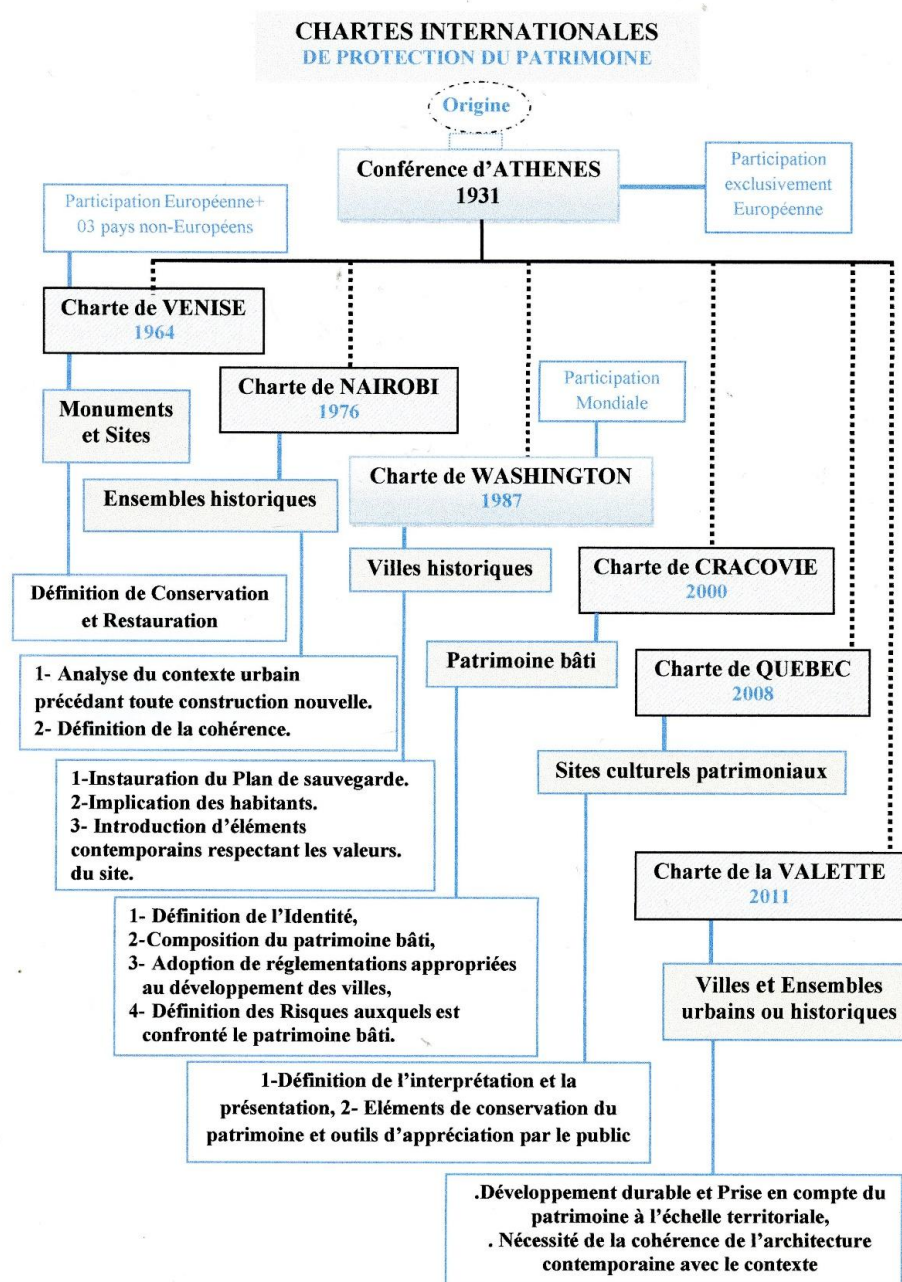 CHARTES INTERNATIONALES
DE PROTECTION DU PATRIMOINE
Origine
Conférence d'ATHENES
1931
Participation
exclusivement
Européenne
Participation Européenne+
03 pays non-Européens
Charte de VENISE
1964
Monuments
et Sites
Définition de Conservation
et Restauration
Charte de NAIROBI
1976
Ensembles historiques
1- Analyse du contexte urbain
précédant toute construction nouvelle.
2- Définition de la cohérence.
Participation
Mondiale
Charte de WASHINGTON
1987
Villes historiques
1-Instauration du Plan de sauvegarde.
2-Implication des habitants.
3- Introduction d'éléments
contemporains respectant les valeurs.
du site.
Charte de CRACOVIE
2000
Patrimoine bâti
1- Définition de l'Identité,
2-Composition du patrimoine bâti,
3- Adoption de réglementations appropriées
au développement des villes,
4- Définition des Risques auxquels est
confronté le patrimoine bâti.
Charte de QUEBEC
2008
Sites culturels patrimoniaux
1-Définition de l'interprétation et la
présentation, 2- Eléments de conservation du
patrimoine et outils d'appréciation par le public
Charte de la VALETTE
2011
Villes et Ensembles
urbains ou historiques
.Développement durable et Prise en compte du
patrimoine à l'échelle territoriale,
. Nécessité de la cohérence de l'architecture
contemporaine avec le contexte